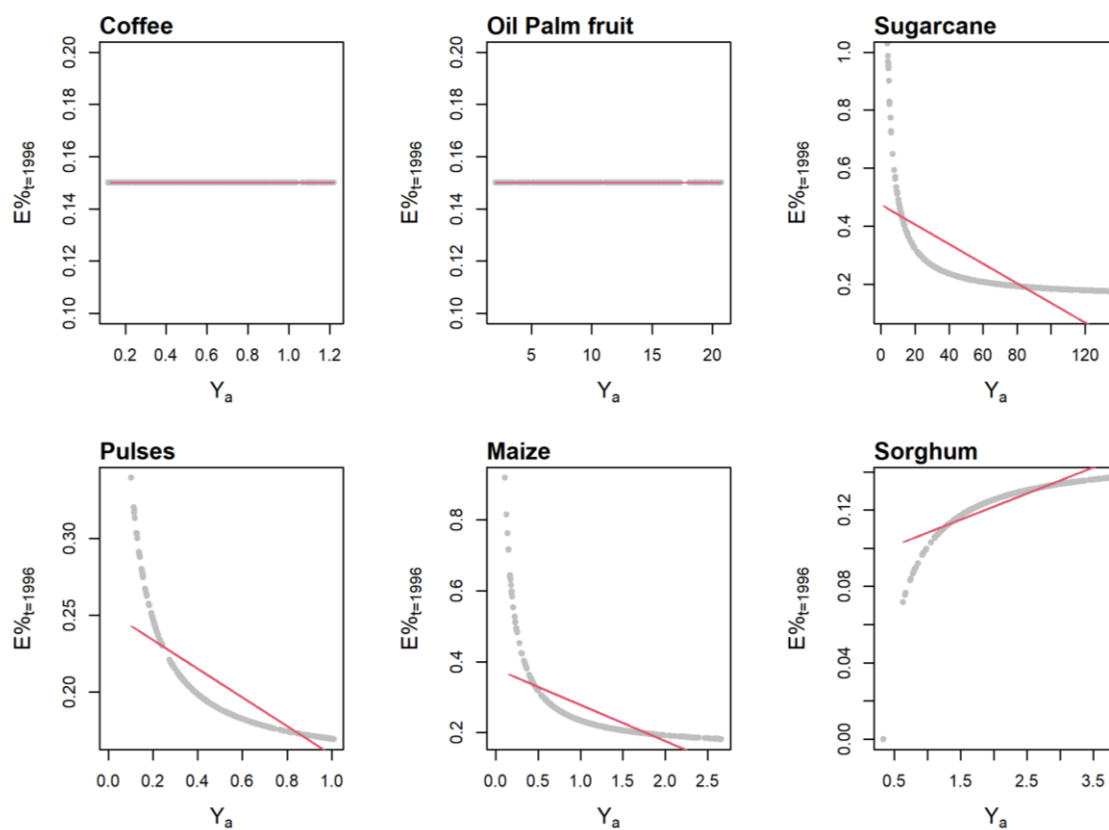 Coffee
E%t=1996
0.10 0.12 0.14 0.16 0.18 0.20
0.2 0.4 0.6 0.8 1.0 1.2
Ya
Oil Palm fruit
E%t=1996
0.10 0.12 0.14 0.16 0.18 0.20
5 10 15 20
Ya
Sugarcane
E%t=1996
0.2 0.4 0.6 0.8 1.0
0 20 40 60 80 120
Ya
Pulses
E%t=1996
0.20 0.25 0.30
0.0 0.2 0.4 0.6 0.8 1.0
Ya
Maize
E%t=1996
0.2 0.4 0.6 0.8
0.0 0.5 1.0 1.5 2.0 2.5
Ya
Sorghum
E%t=1996
0.00 0.04 0.08 0.12
0.5 1.5 2.5 3.5
Ya